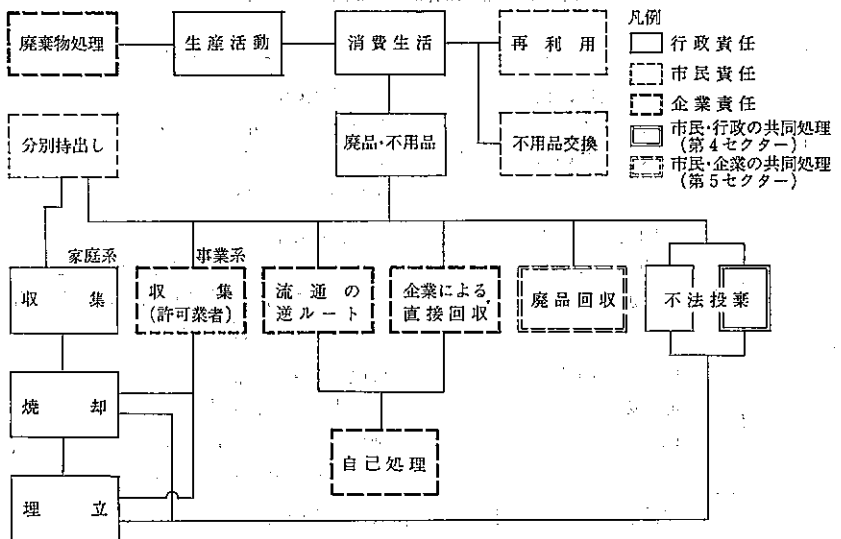 廃棄物処理
生産活動
消費生活
再利用
凡例
行政責任
市民責任
企業責任
市民・行政の共同処理
(第4セクター)
市民・企業の共同処理
(第5セクター)
分別持出し
廃品・不用品
不用品交換
家庭系
事業系
収集
収集
(許可業者)
流通の
逆ルート
企業による
直接回収
廃品回収
不法投棄
焼却
自己処理
埋立